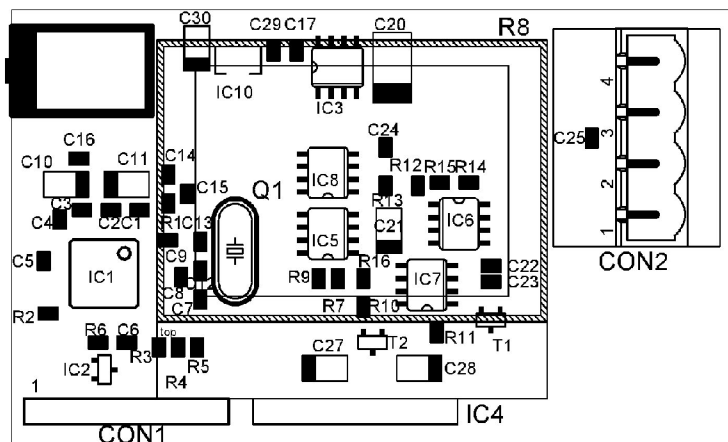 C30
C29 C17
C20
R8
IC10
IC3
4
C25
3
2
1
CON2
C16
C10
C11
C14
C24
R12 R15 R14
C15
Q1
IC8
R13
C3
C4
C2 C1
R1 C13
IC5
C21
IC6
C5
IC1
C9
C8
C7
R9
R16
IC7
C22
C23
R2
R7
R10
R6 C6
top
R3
R4
R5
T2
R11
T1
IC2
C27
C28
1
CON1
IC4